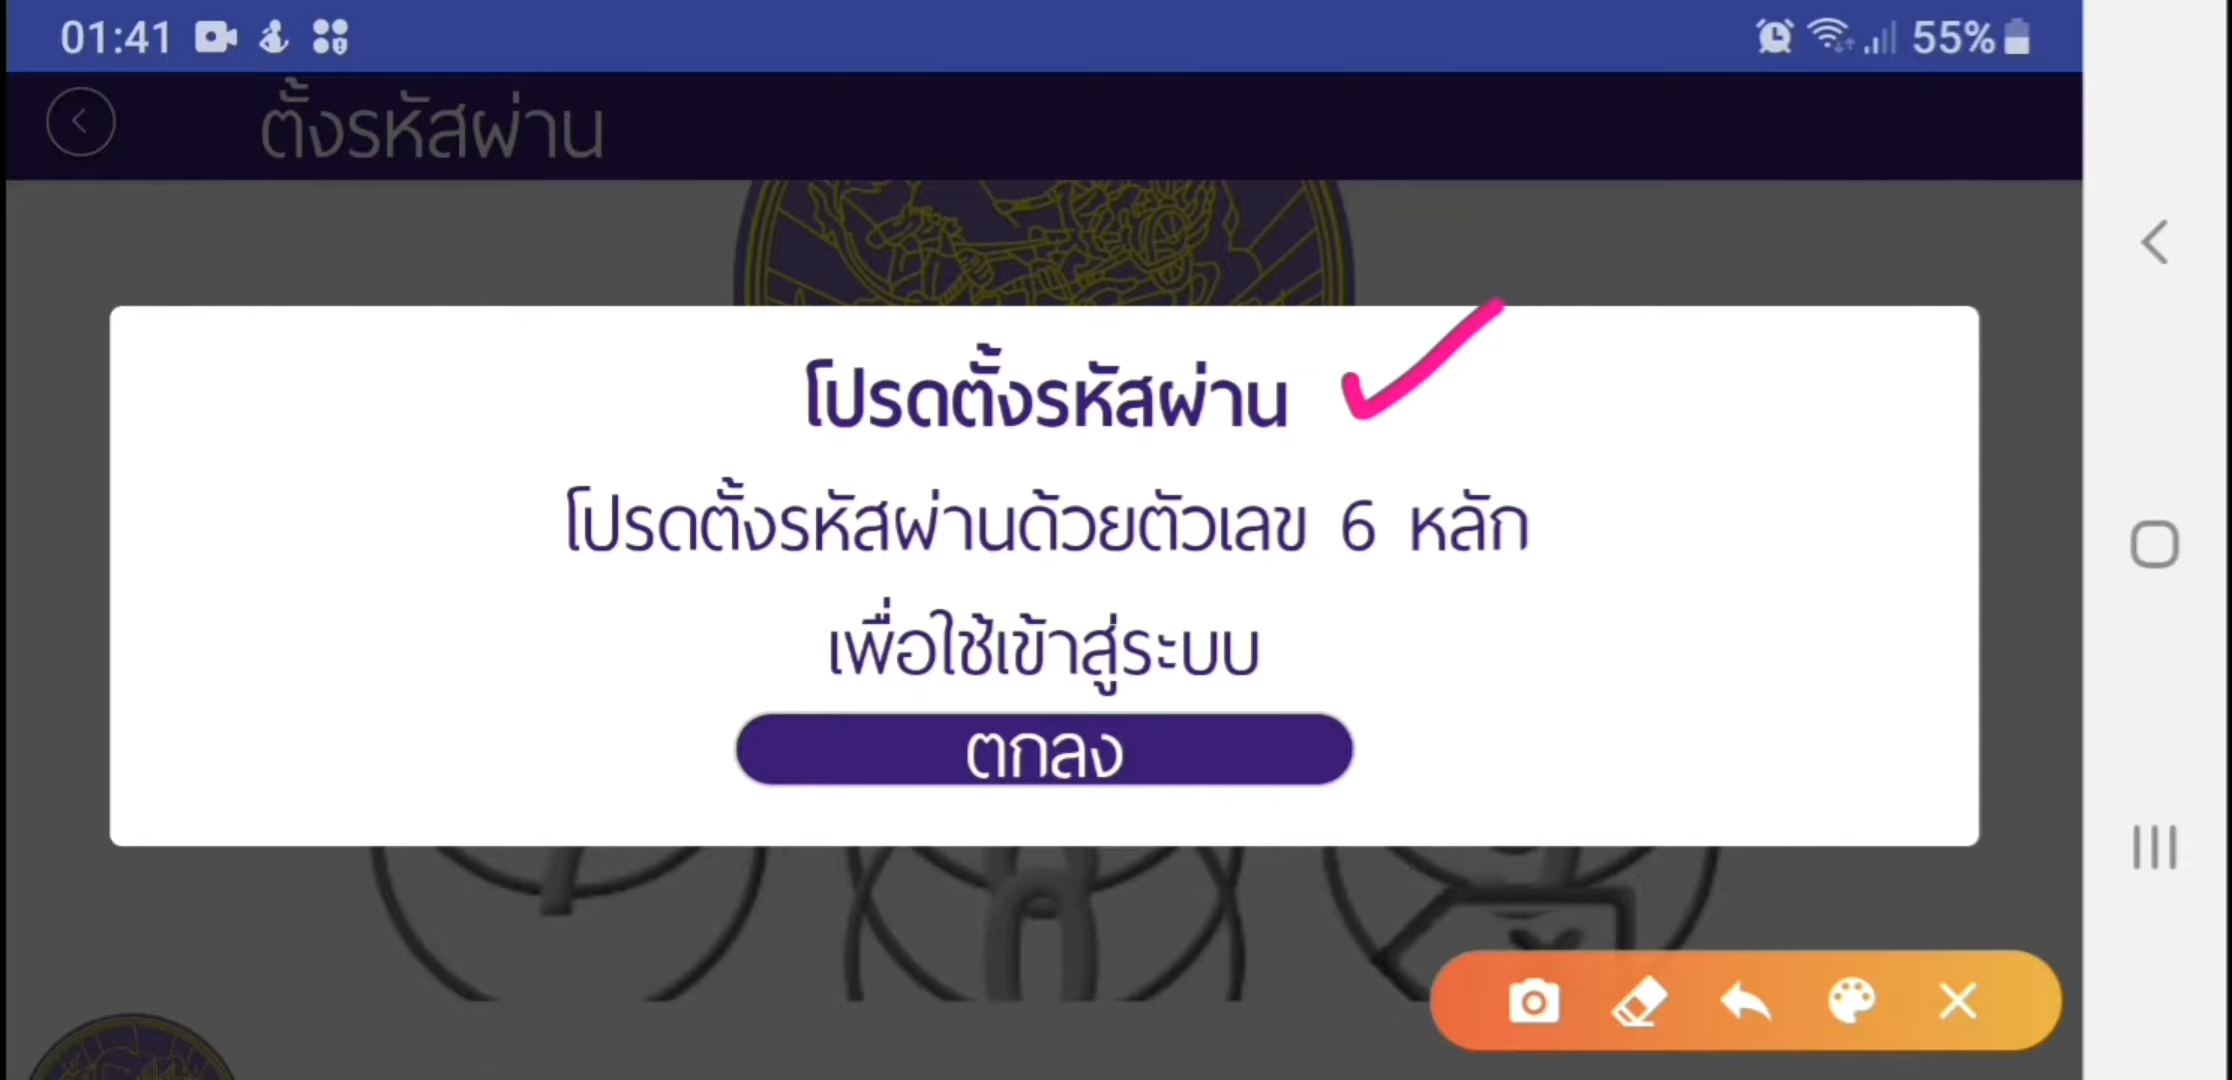 01:41
55%
ตั้งรหัสผ่าน
โปรดตั้งรหัสผ่าน
โปรดตั้งรหัสผ่านด้วยตัวเลข 6 หลัก
เพื่อใช้เข้าสู่ระบบ
ตกลง